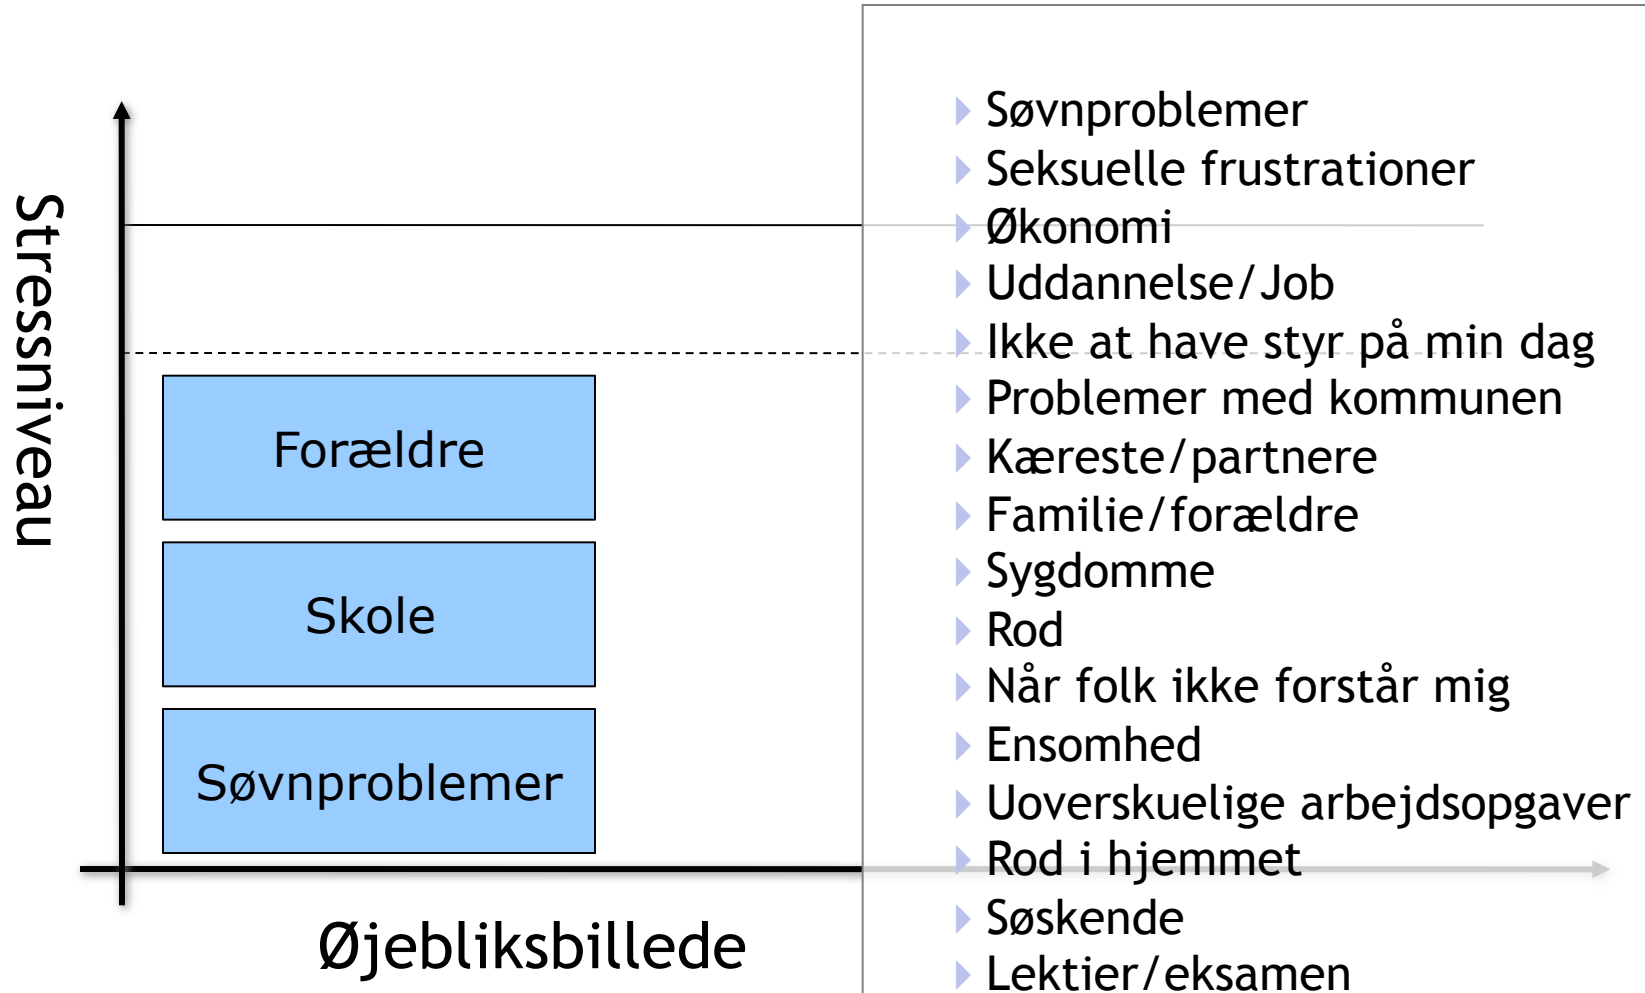 Stressniveau
Forældre
Skole
Søvnproblemer
Øjebliksbillede
Søvnproblemer
Seksuelle frustrationer
Økonomi
Uddannelse/Job
Ikke at have styr på min dag
Problemer med kommunen
Kæreste/partnere
Familie/forældre
Sygdomme
Rod
Når folk ikke forstår mig
Ensomhed
Uoverskuelige arbejdsopgaver
Rod i hjemmet
Søskende
Lektier/eksamen